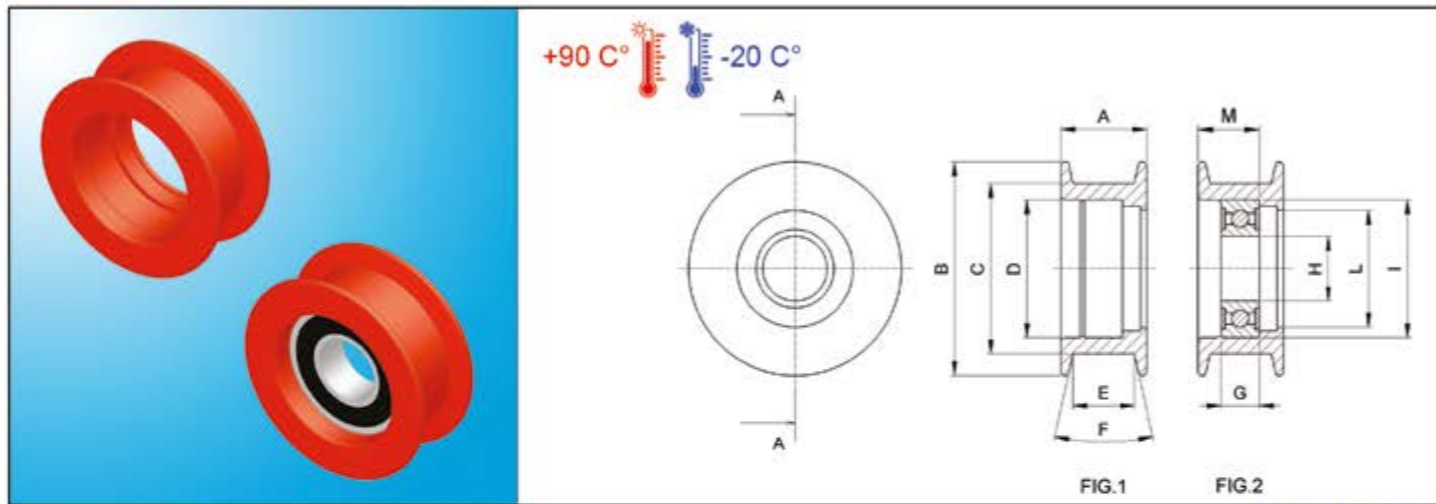 +90 C° -20 C°
A
A M
B C D H L I
E G
F
A
FIG.1 FIG.2